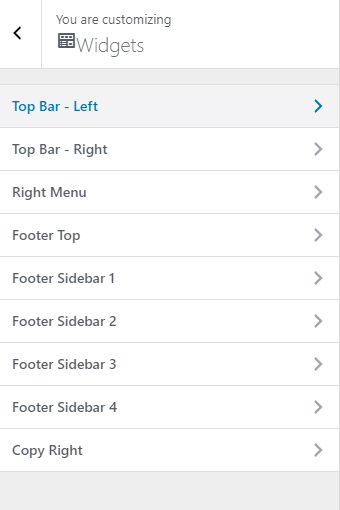 You are customizing
Widgets
Top Bar - Left
Top Bar - Right
Right Menu
Footer Top
Footer Sidebar 1
Footer Sidebar 2
Footer Sidebar 3
Footer Sidebar 4
Copy Right